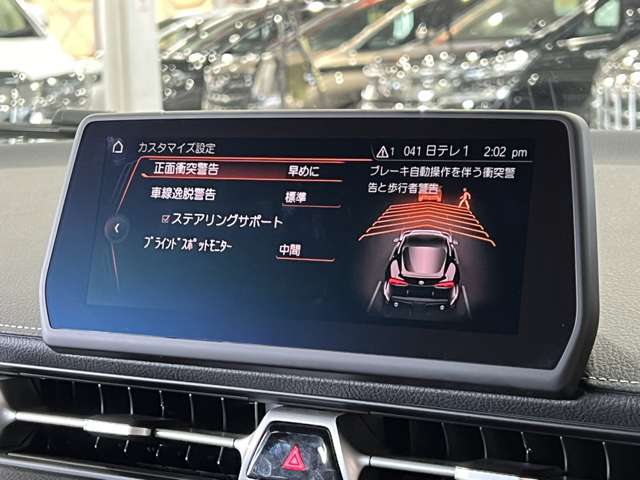 カスタマイズ設定
1 041 日テレ1 2:02 pm
正面衝突警告 早めに
車線逸脱警告 標準
ステアリングサポート
ブラインドスポットモニター 中間
ブレーキ自動操作を伴う衝突警
告と歩行者警告